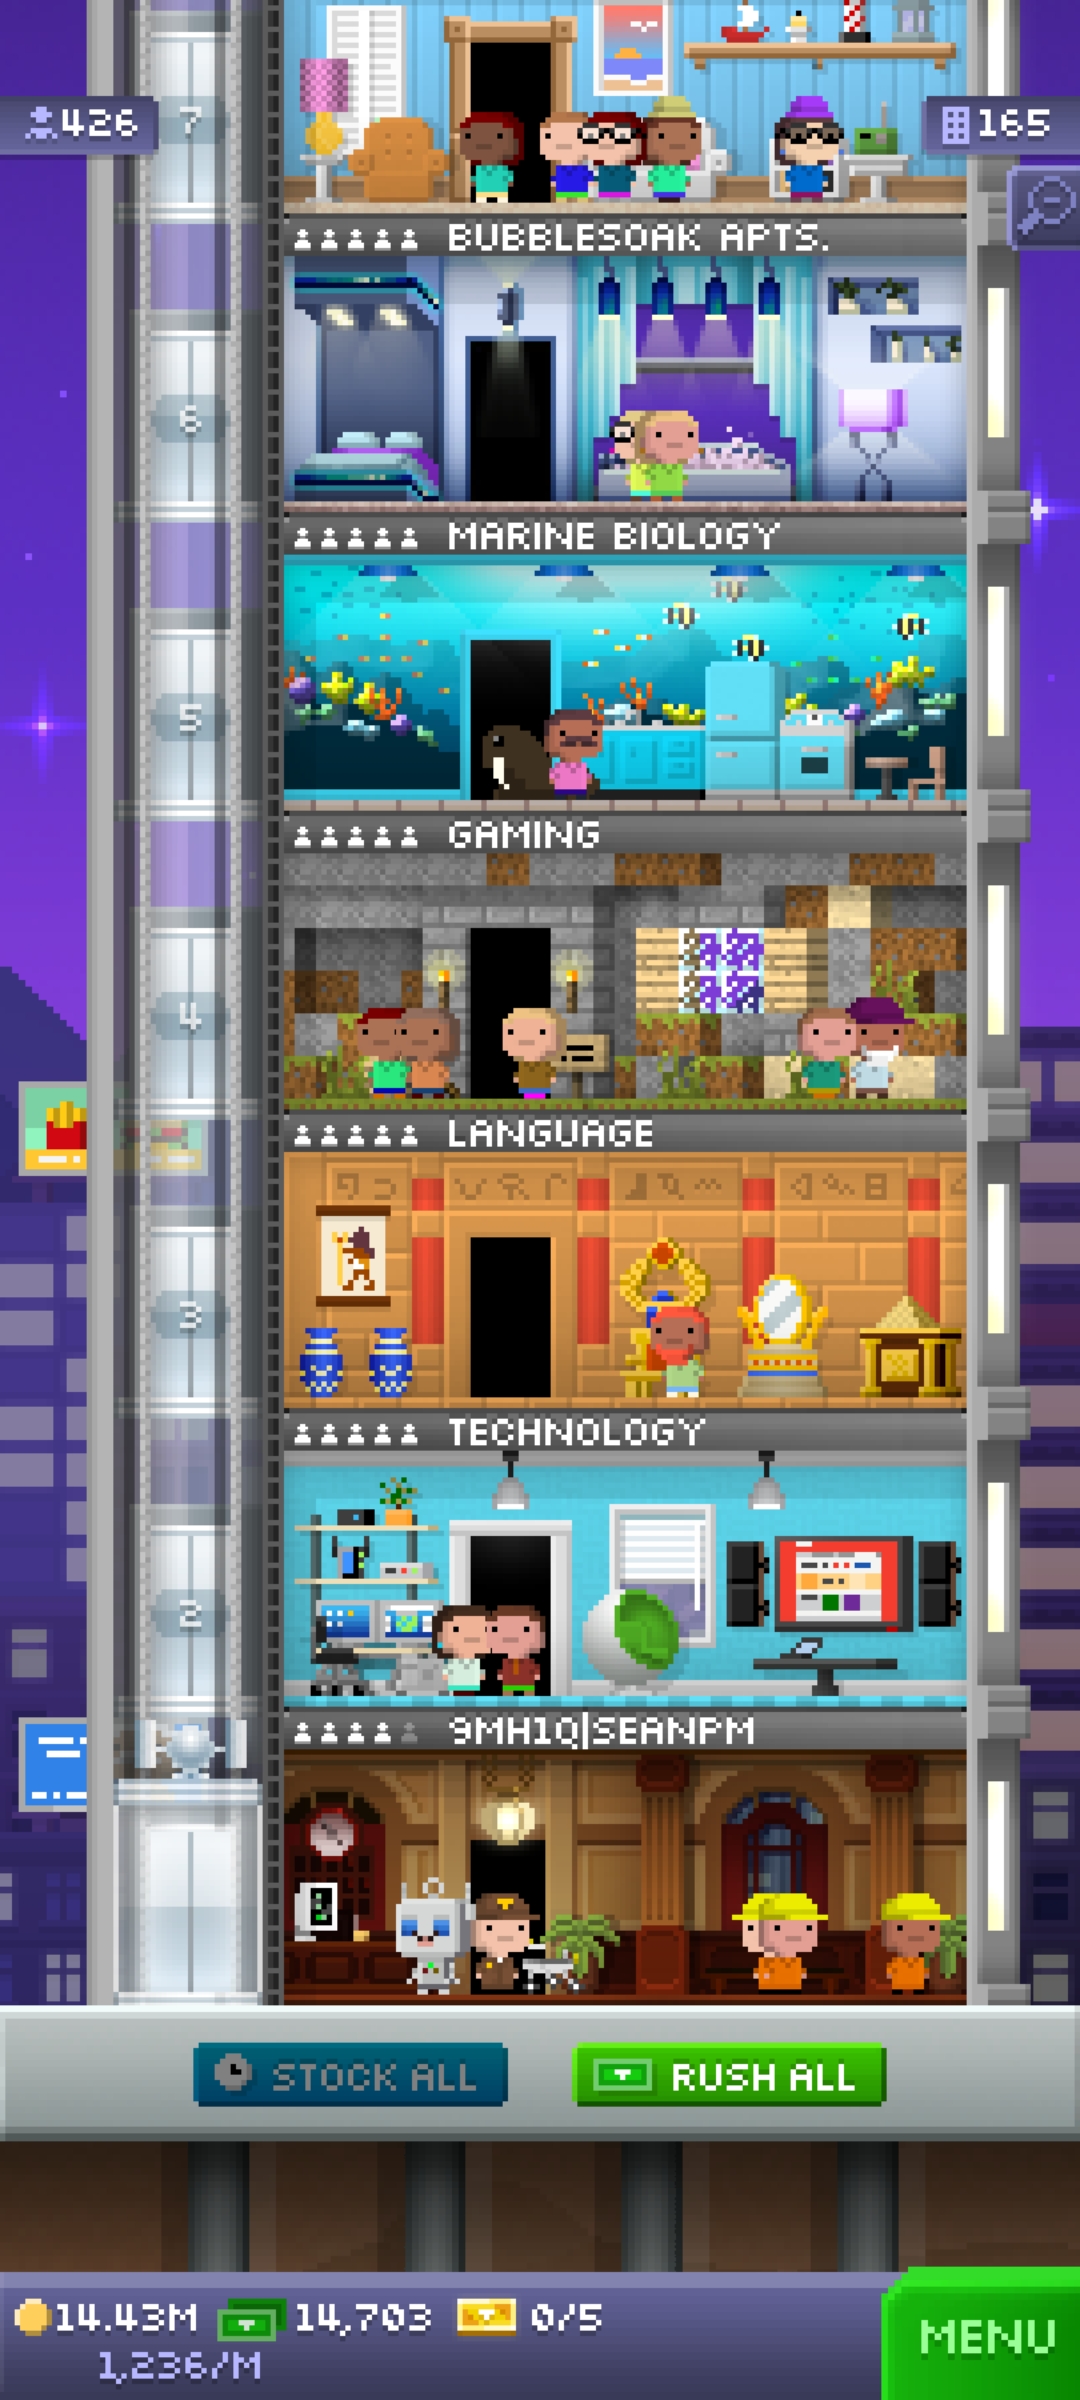 426
7
165
BUBBLESOAK APTS.
6
MARINE BIOLOGY
5
GAMING
4
LANGUAGE
3
TECHNOLOGY
2
9MH1Q|SEANPM
STOCK ALL
RUSH ALL
14.43M
14,703
0/5
MENU
1,236/M